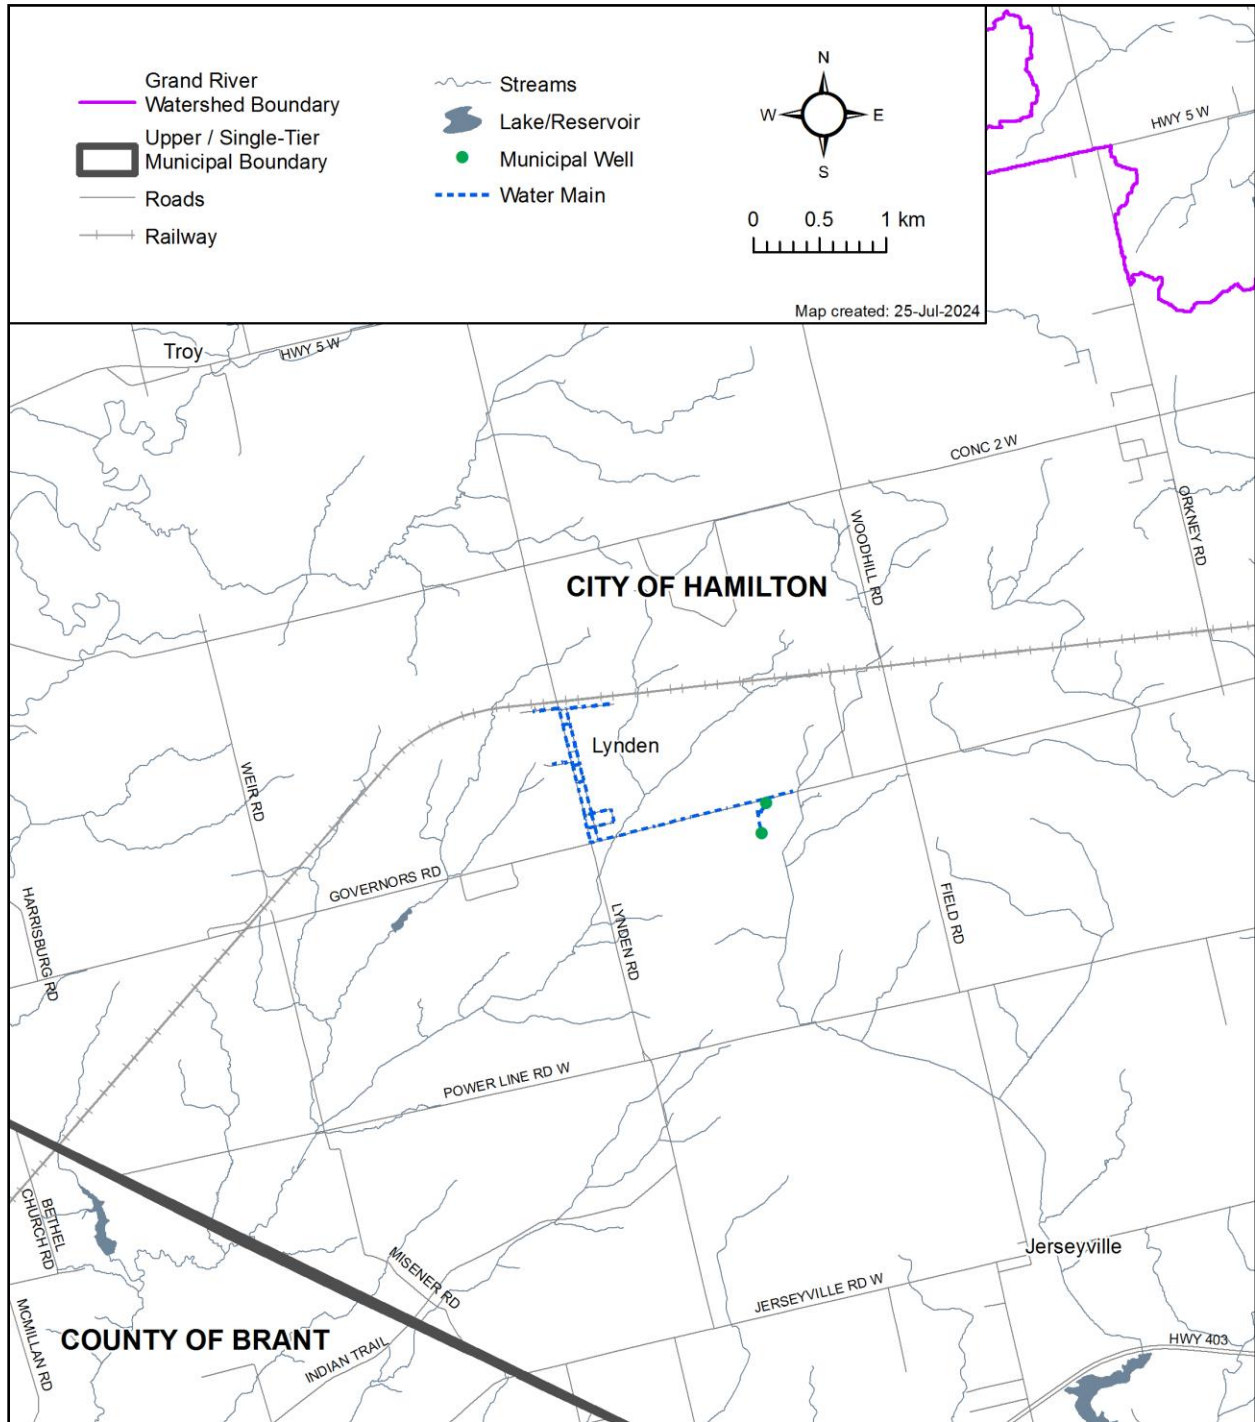 Grand River
Watershed Boundary
Upper / Single-Tier
Municipal Boundary
Roads
Railway
Streams
Lake/Reservoir
Municipal Well
Water Main
N
W
E
S
0 0.5 1 km
Map created: 25-Jul-2024
HWY 5 W
Troy
HWY 5 W
CONC 2 W
ORKNEY RD
WOODHILL RD
CITY OF HAMILTON
Lynden
WEIR RD
GOVERNORS RD
HARRISBURG RD
LYNDEN RD
FIELD RD
POWER LINE RD W
BETHEL
CHURCH RD
MISENER RD
Jerseyville
JERSEYVILLE RD W
MCMILLAN RD
COUNTY OF BRANT
INDIAN TRAIL
HWY 403